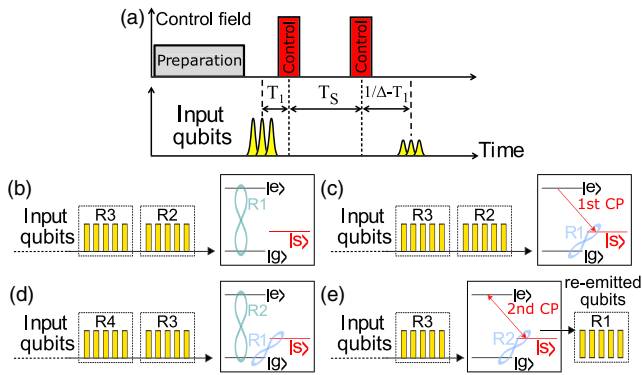 (a)
Control field
Preparation
Control
Control
T1
TS
1/Δ-T1
Input
qubits
Time
(b)
Input
qubits
R3
R2
|e⟩
R1
|s⟩
|g⟩
(c)
Input
qubits
R3
R2
|e⟩
1st CP
R1
|s⟩
|g⟩
(d)
Input
qubits
R4
R3
|e⟩
R2
R1
|s⟩
|g⟩
(e)
Input
qubits
R3
|e⟩
2nd CP
R2
|s⟩
|g⟩
re-emitted
qubits
R1